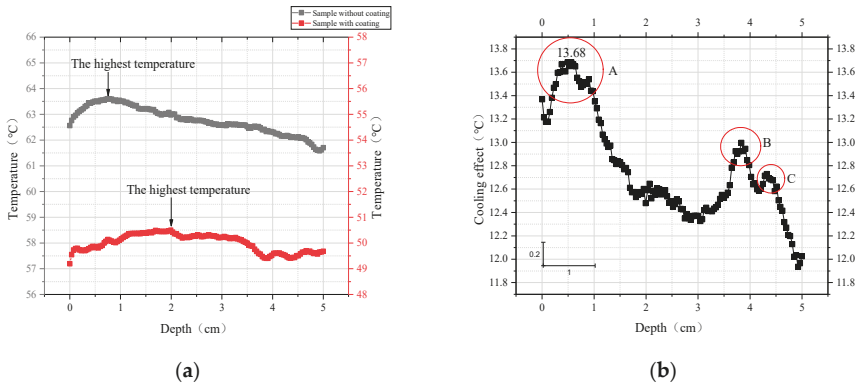 Sample without coating
Sample with coating
66
65
64
63
62
61
60
59
58
57
56
58
57
56
55
54
53
52
51
50
49
48
The highest temperature
The highest temperature
Temperature（℃）
Temperature（℃）
0 1 2 3 4 5
Depth（cm）
(a)
0 1 2 3 4 5
13.8
13.6
13.4
13.2
13.0
12.8
12.6
12.4
12.2
12.0
11.8
13.8
13.6
13.4
13.2
13.0
12.8
12.6
12.4
12.2
12.0
11.8
13.68
A
B
C
0.2
1
Cooling effect（℃）
0 1 2 3 4 5
Depth（cm）
(b)